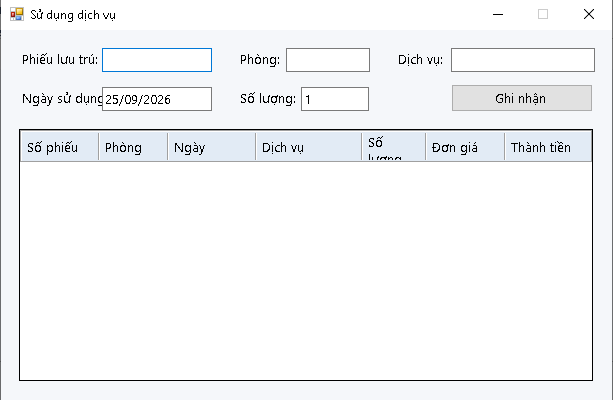 Sử dụng dịch vụ
Phiếu lưu trú: Phòng: Dịch vụ:
Ngày sử dụng 25/09/2026 Số lượng: 1 Ghi nhận
Số phiếu Phòng Ngày Dịch vụ Số lượng Đơn giá Thành tiền